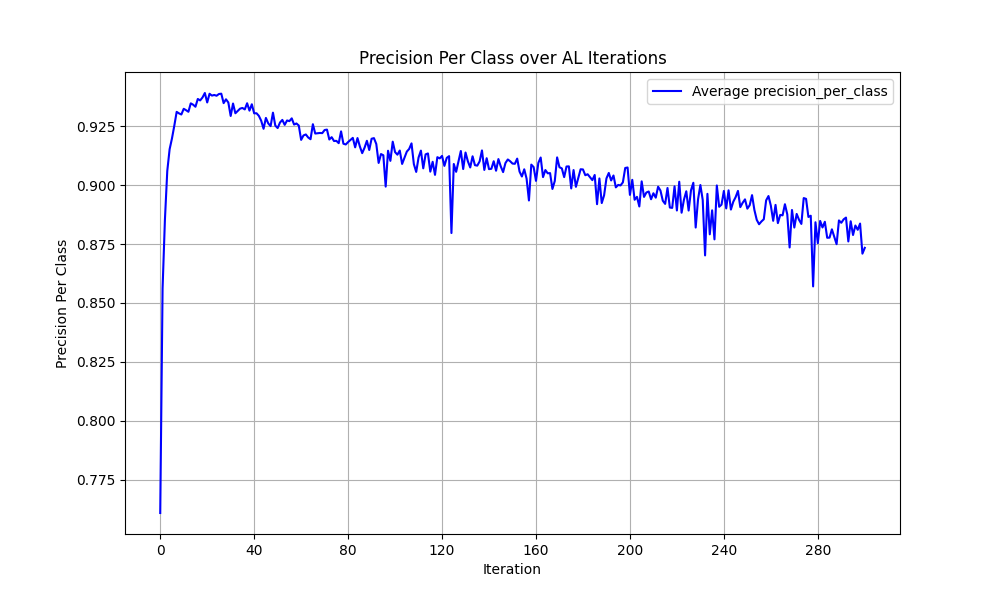 Precision Per Class over AL Iterations
Average precision_per_class
Precision Per Class
0.925
0.900
0.875
0.850
0.825
0.800
0.775
0 40 80 120 160 200 240 280
Iteration